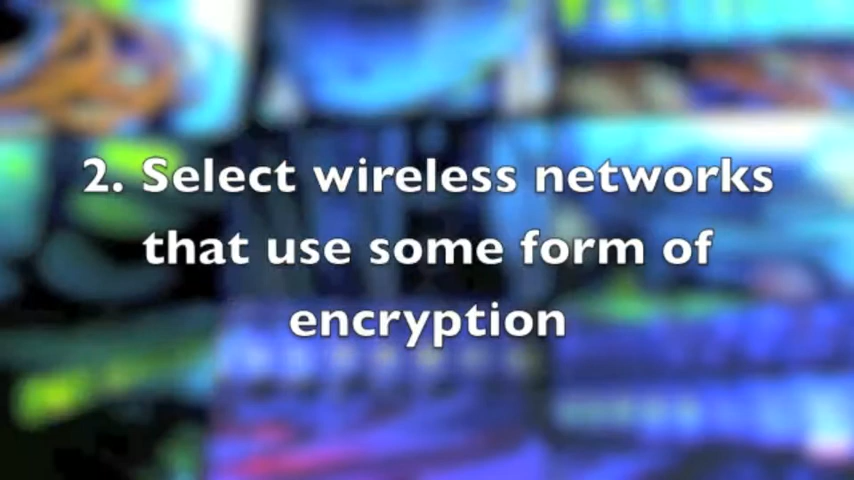 2. Select wireless networks
that use some form of
encryption